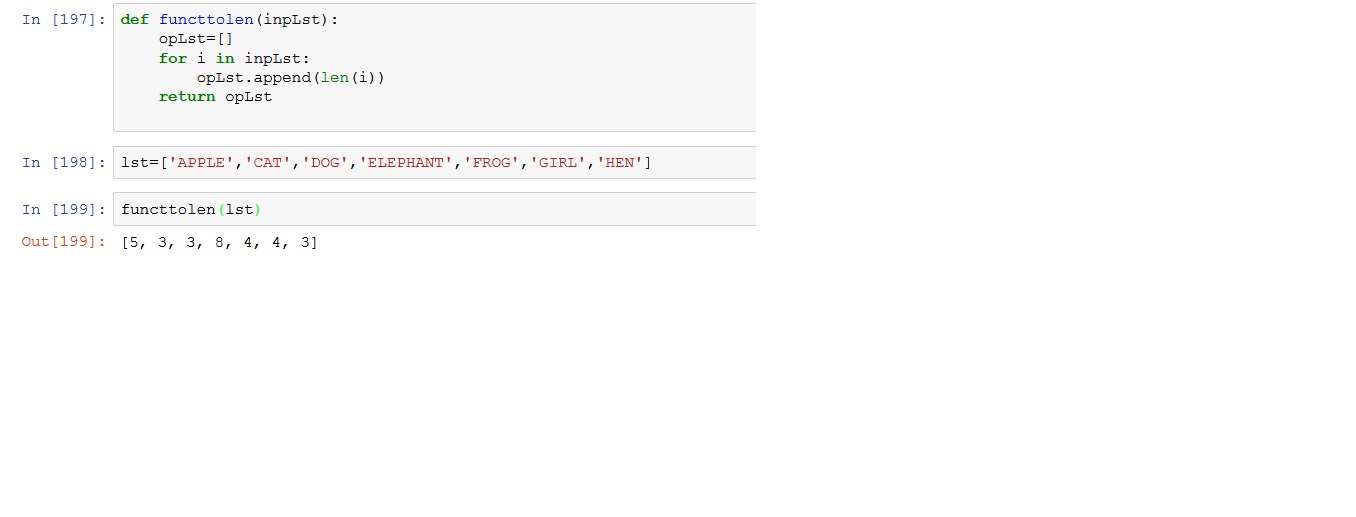 In [197]: def functtolen(inpLst):
    opLst=[]
    for i in inpLst:
        opLst.append(len(i))
    return opLst
In [198]: lst=['APPLE','CAT','DOG','ELEPHANT','FROG','GIRL','HEN']
In [199]: functtolen(lst)
Out[199]: [5, 3, 3, 8, 4, 4, 3]